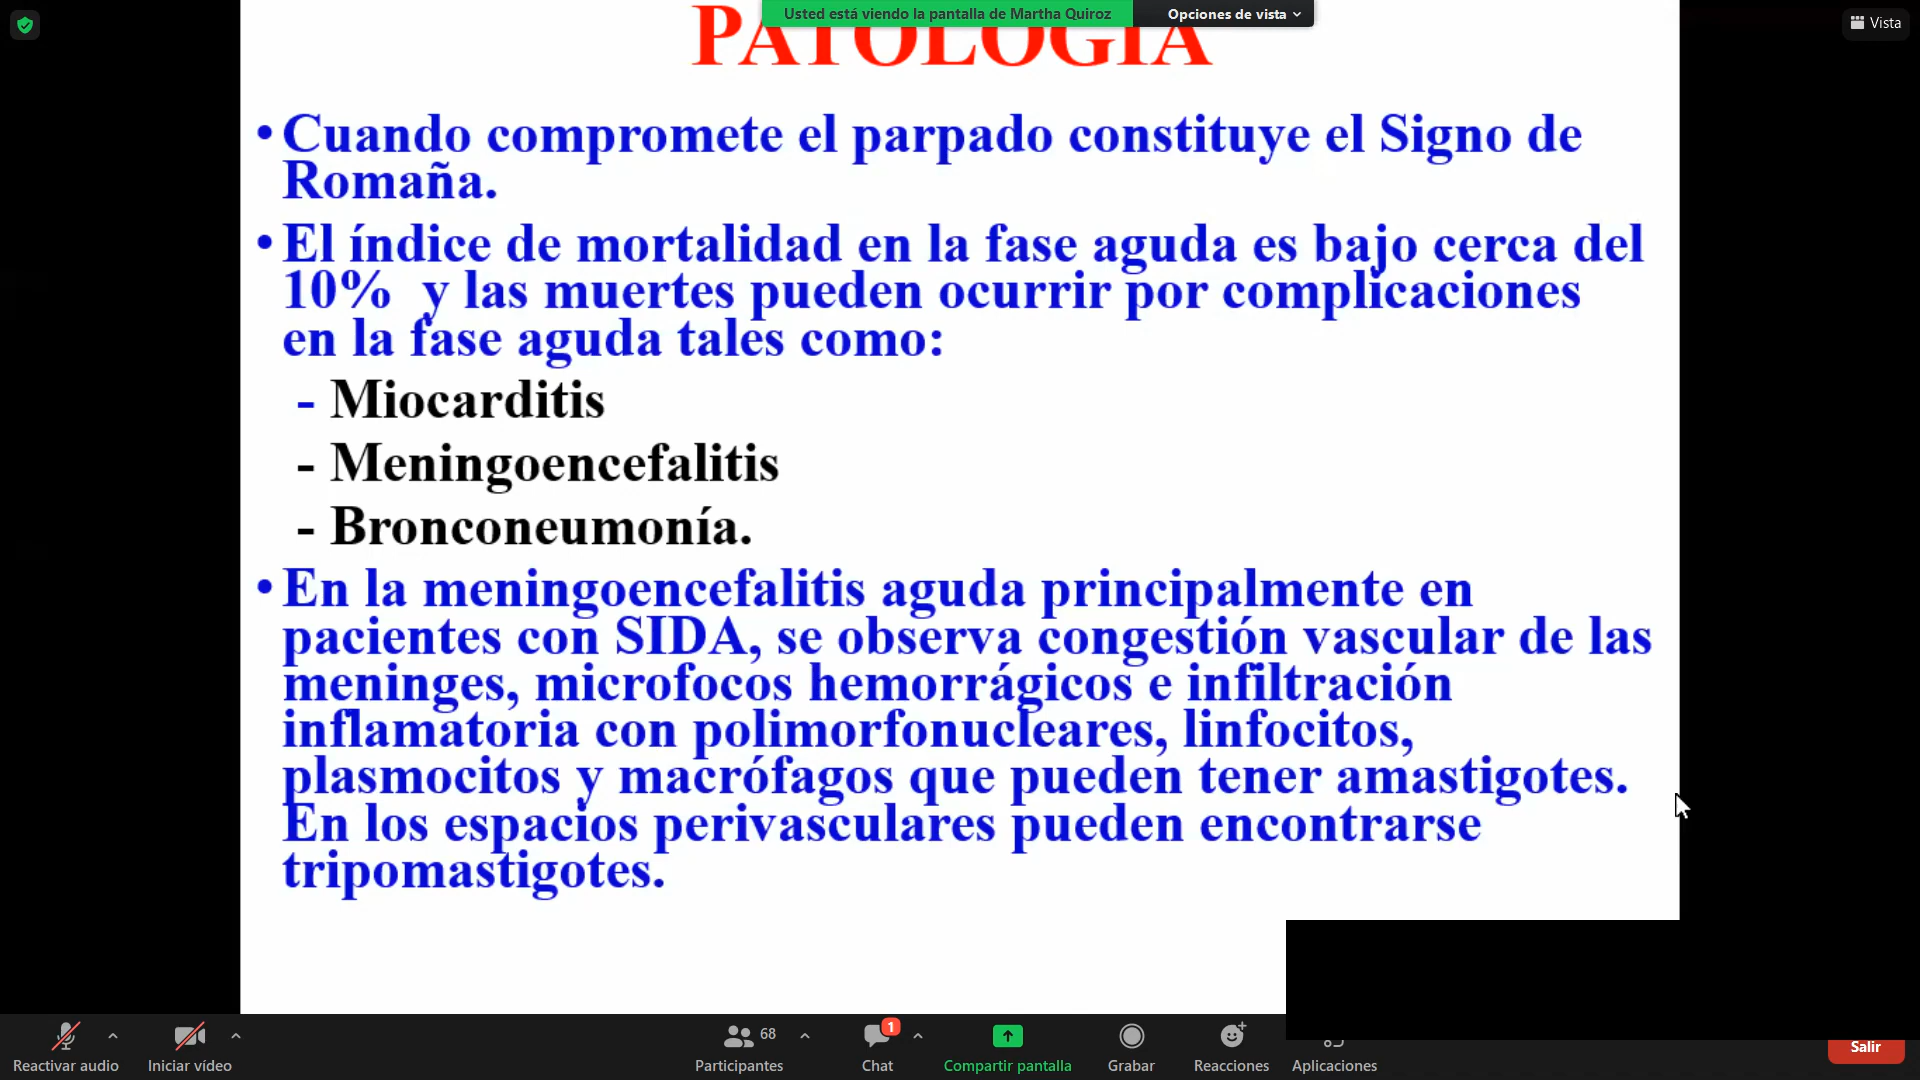 Usted está viendo la pantalla de Martha Quiroz
Opciones de vista
Vista
PATOLOGIA
• Cuando compromete el parpado constituye el Signo de
Romaña.
• El índice de mortalidad en la fase aguda es bajo cerca del
10% y las muertes pueden ocurrir por complicaciones
en la fase aguda tales como:
- Miocarditis
- Meningoencefalitis
- Bronconeumonía.
• En la meningoencefalitis aguda principalmente en
pacientes con SIDA, se observa congestión vascular de las
meninges, microfocos hemorrágicos e infiltración
inflamatoria con polimorfonucleares, linfocitos,
plasmocitos y macrófagos que pueden tener amastigotes.
En los espacios perivasculares pueden encontrarse
tripomastigotes.
68
1
Reactivar audio
Iniciar vídeo
Participantes
Chat
Compartir pantalla
Grabar
Reacciones
Aplicaciones
Salir